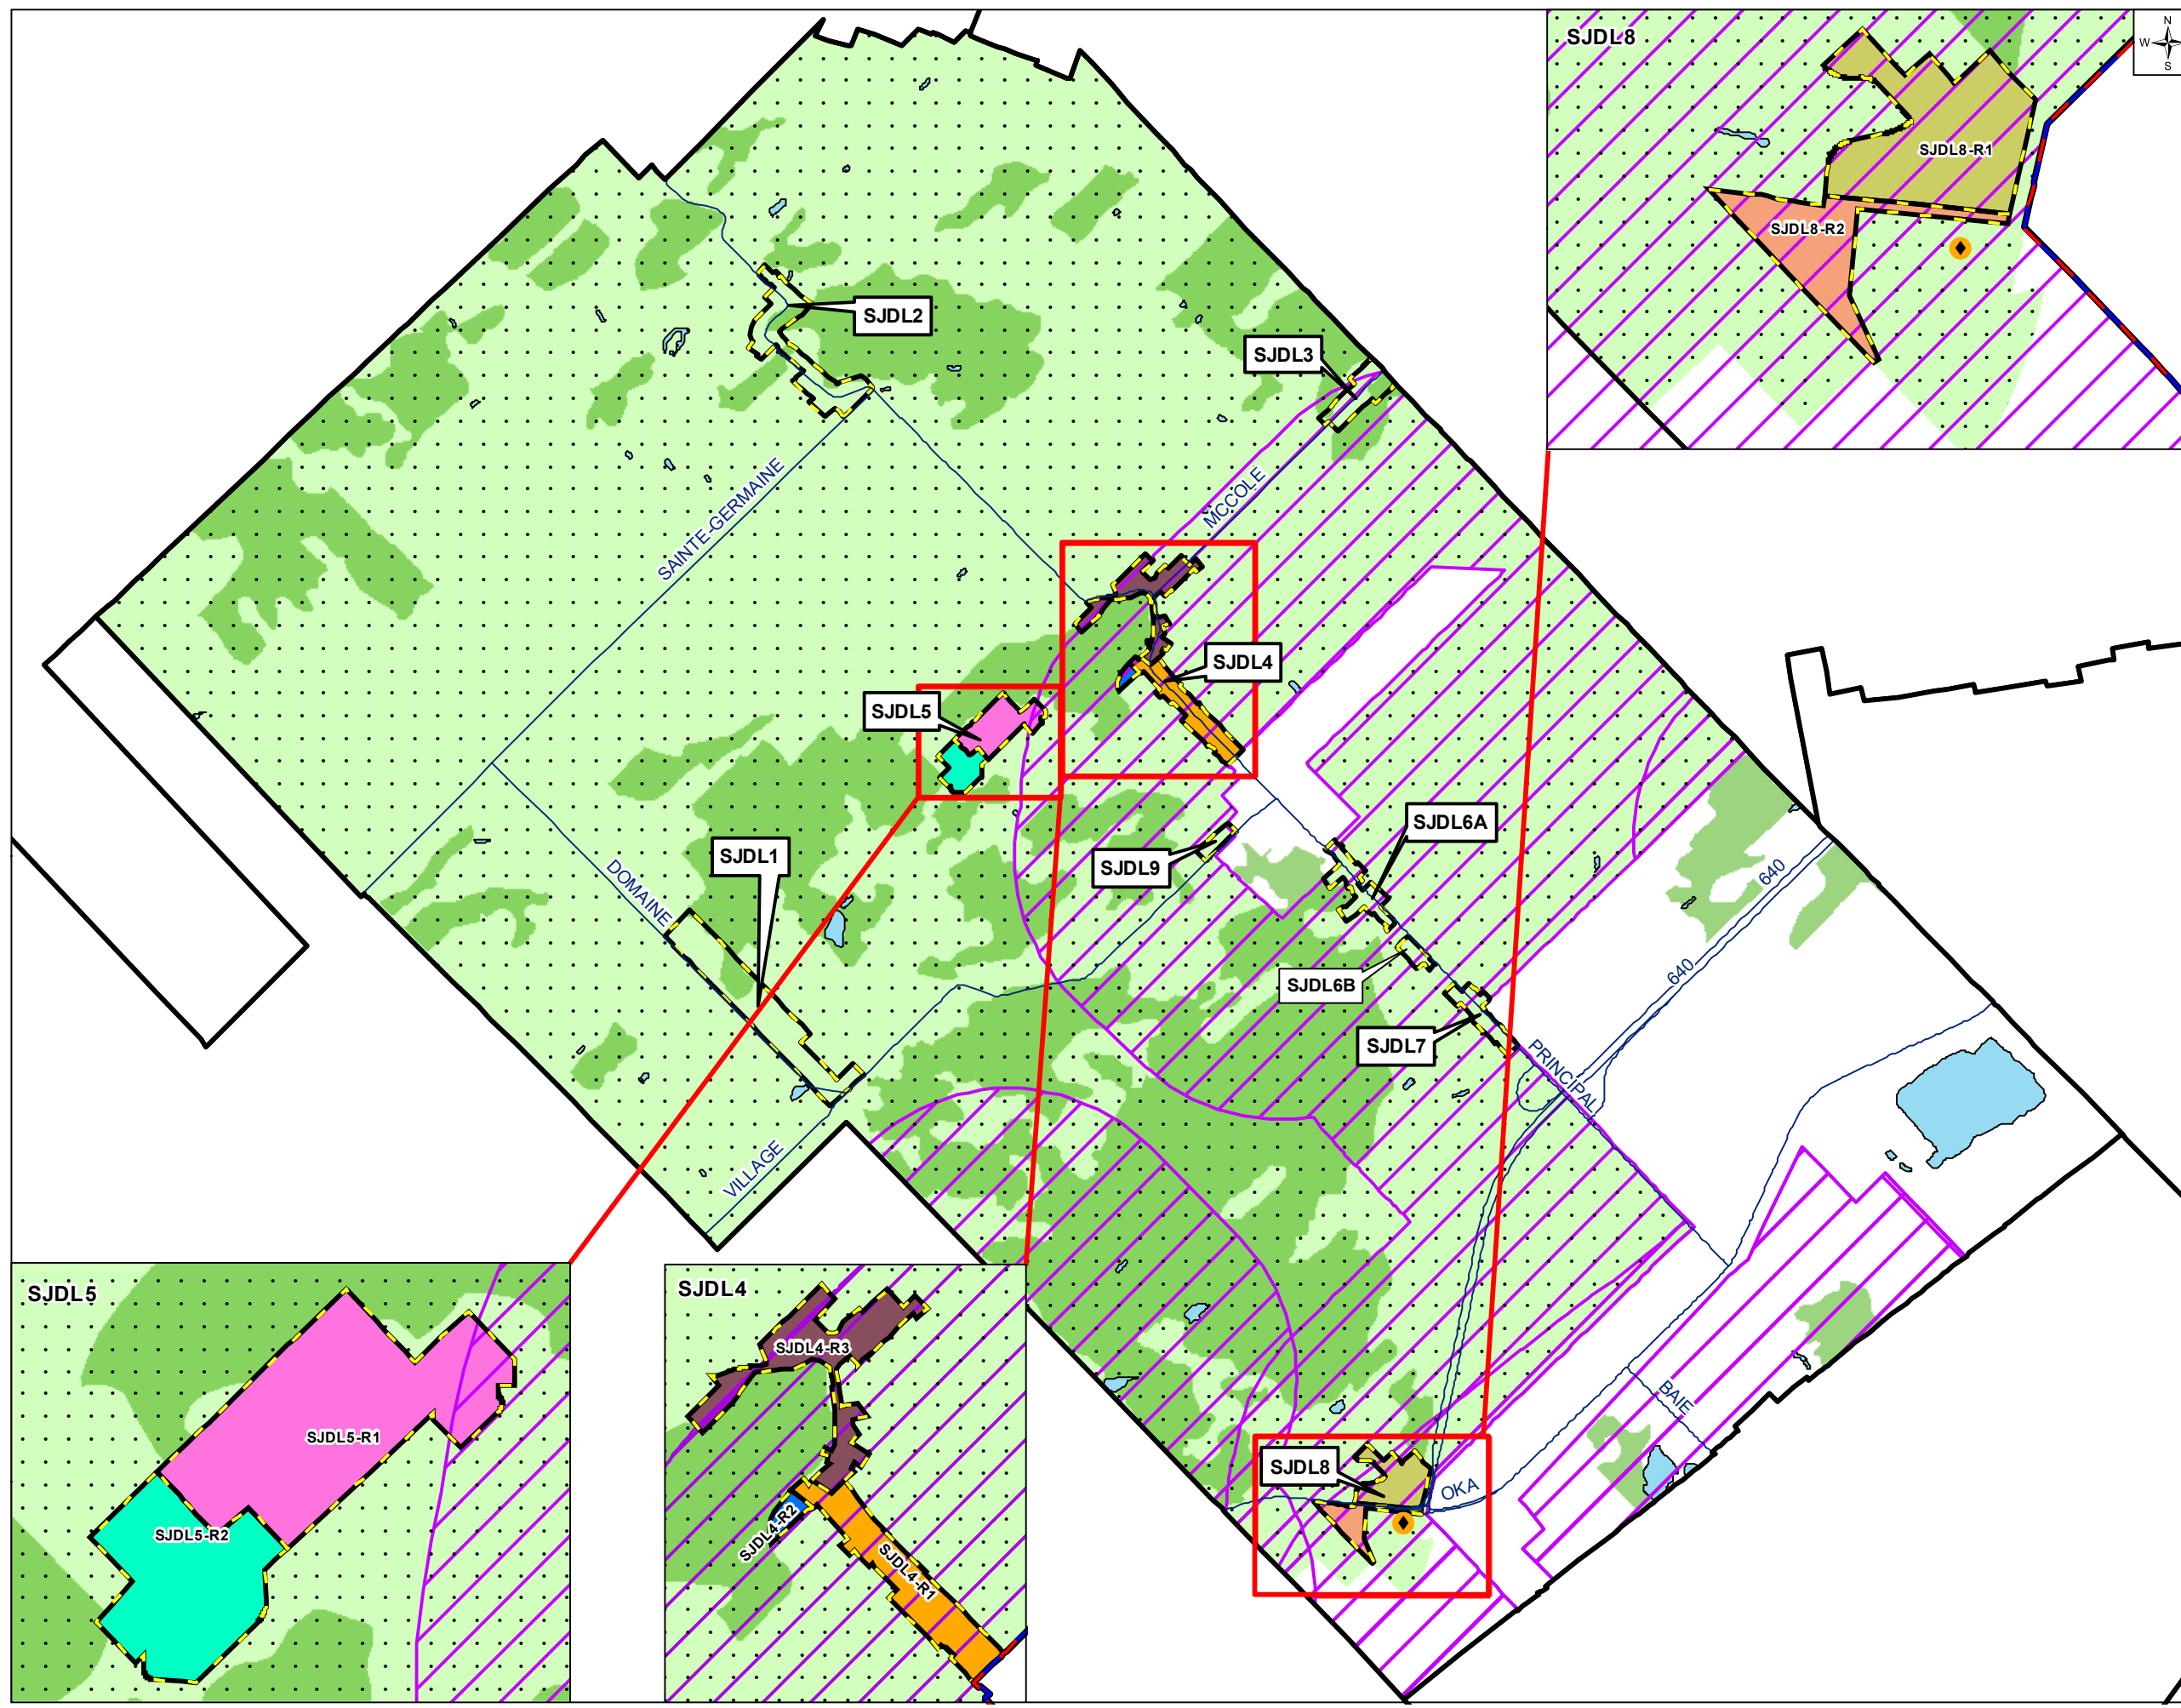 SJDL8
N
W
S
SJDL8-R1
SJDL8-R2
SJDL2
SJDL3
SAINTE-GERMAINE
MCCOLE
SJDL4
SJDL5
SJDL6A
SJDL1
SJDL9
640
DOMAINE
640
SJDL6B
SJDL7
PRINCIPAL
VILLAGE
SJDL5
SJDL4
SJDL4-R3
BAIE
SJDL5-R1
SJDL8
OKA
SJDL5-R2
SJDL4-R2
SJDL4-R1